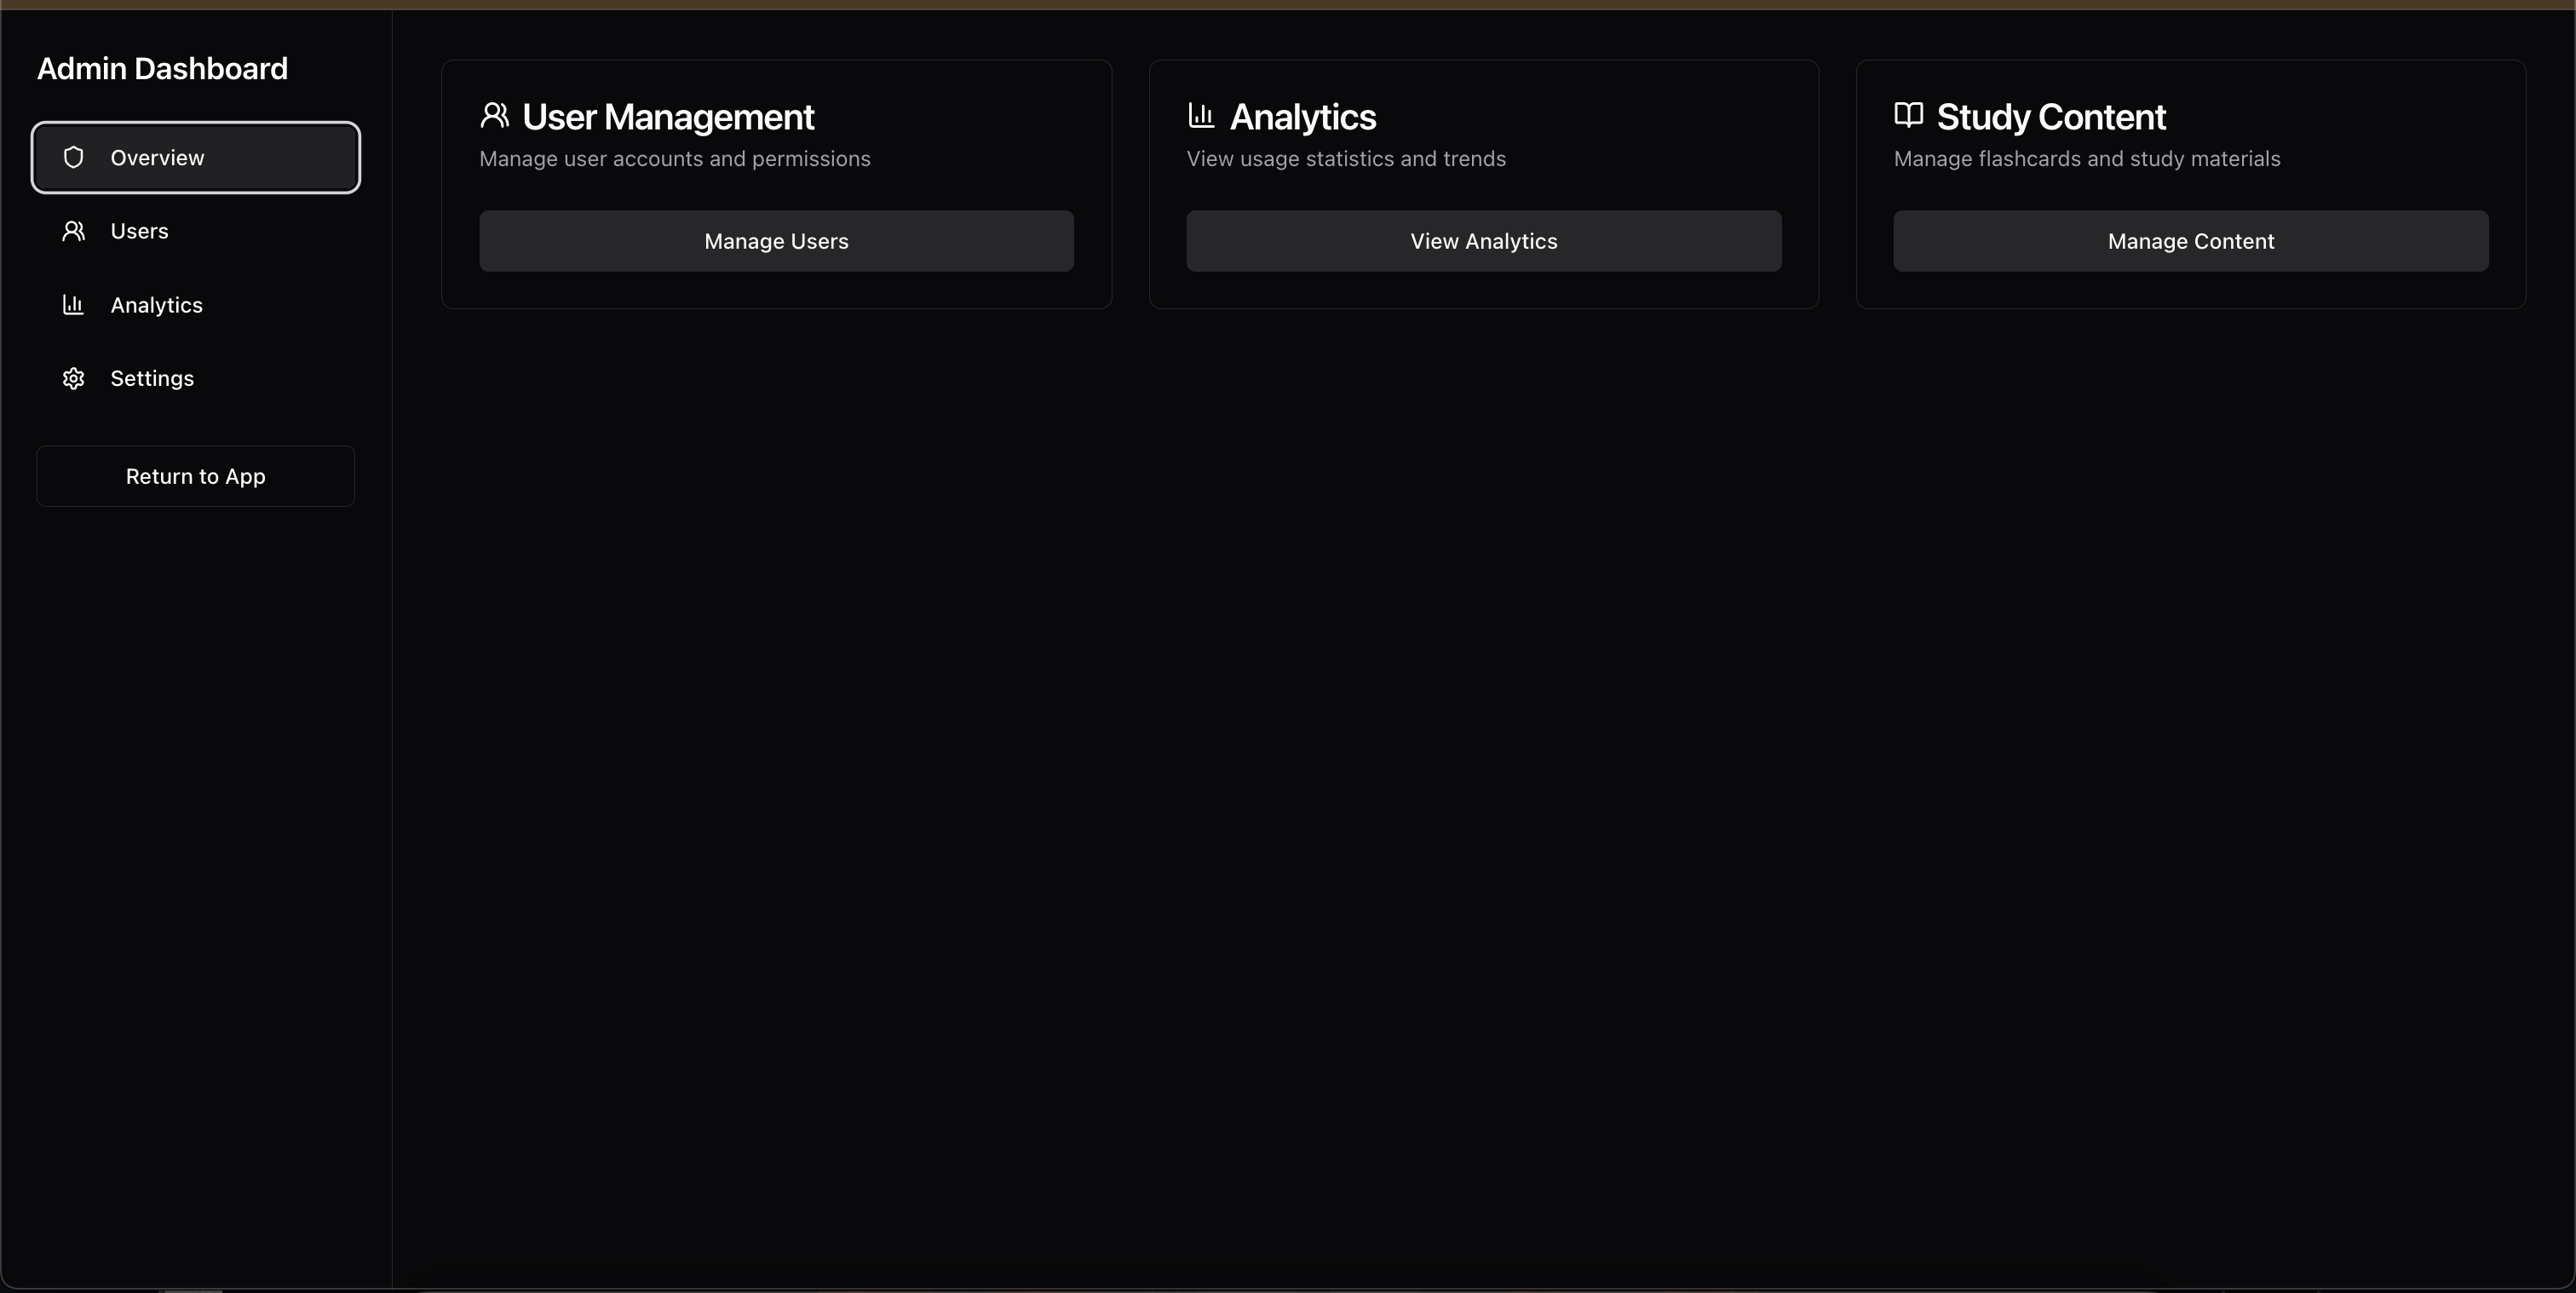 Admin Dashboard
Overview
Users
Analytics
Settings
Return to App
User Management
Manage user accounts and permissions
Manage Users
Analytics
View usage statistics and trends
View Analytics
Study Content
Manage flashcards and study materials
Manage Content